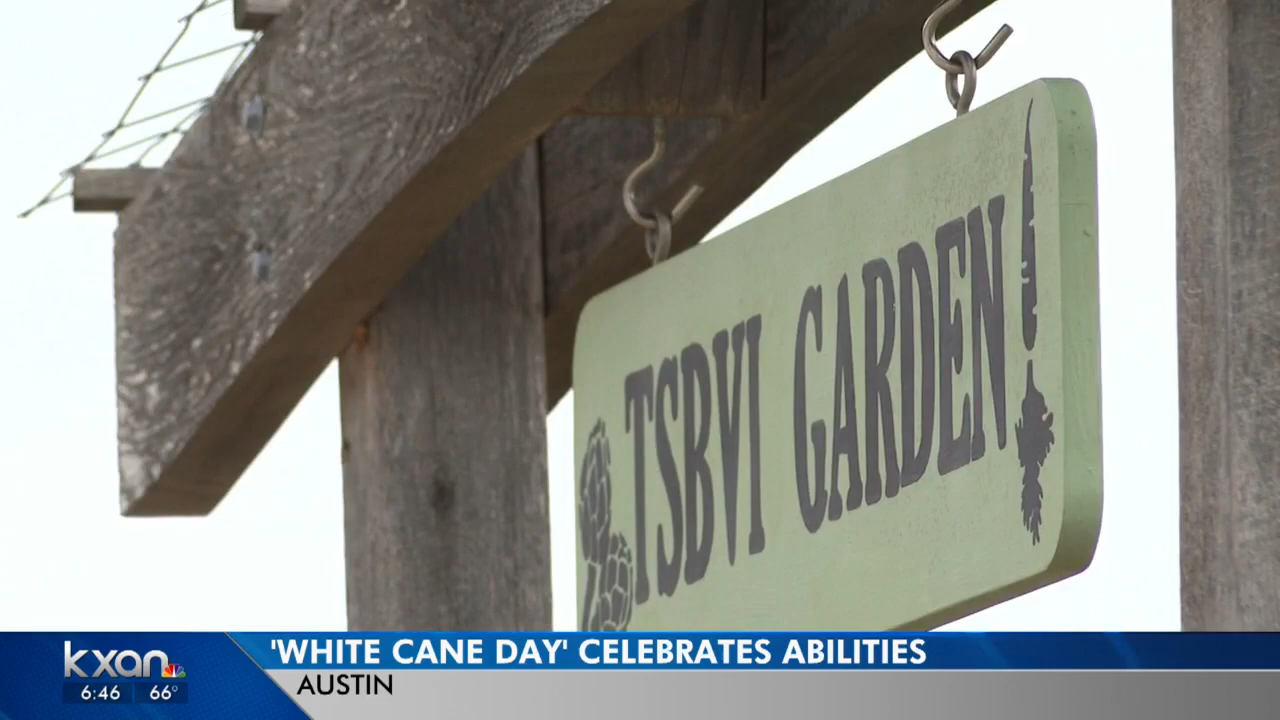 TSBVI GARDEN
'WHITE CANE DAY' CELEBRATES ABILITIES
AUSTIN
kxan
6:46 66°